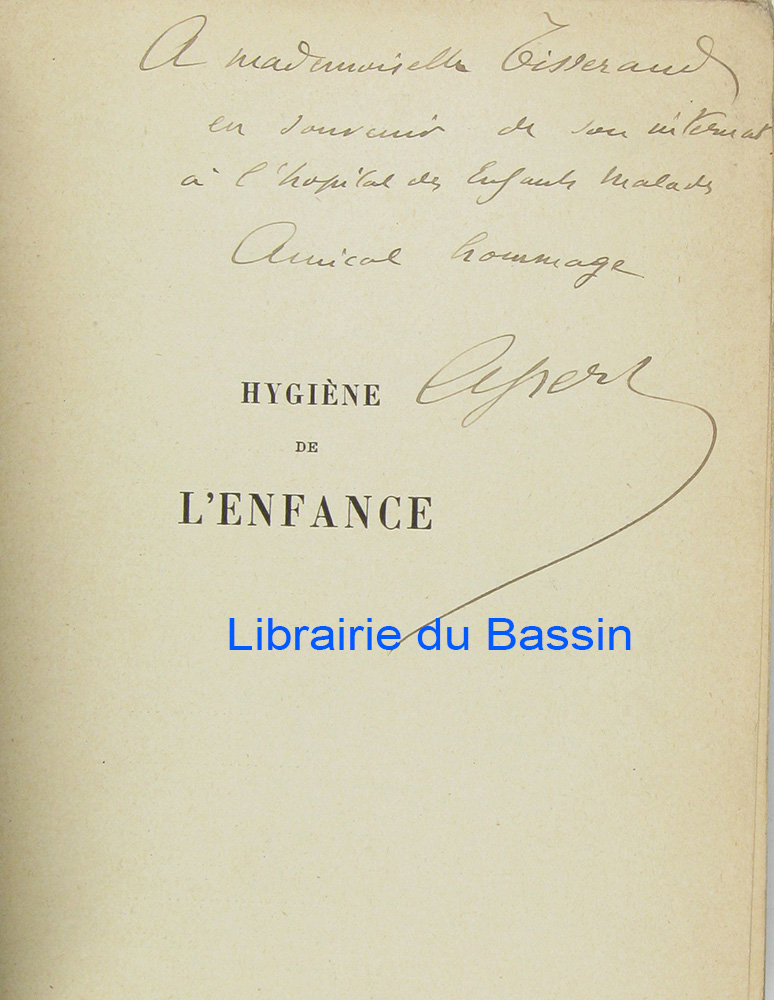 A mademoiselle Tisserand
en souvenir de son internat
à l'hopital des Enfants Malades
Amical hommage
Apert
HYGIÈNE
DE
L'ENFANCE
Librairie du Bassin